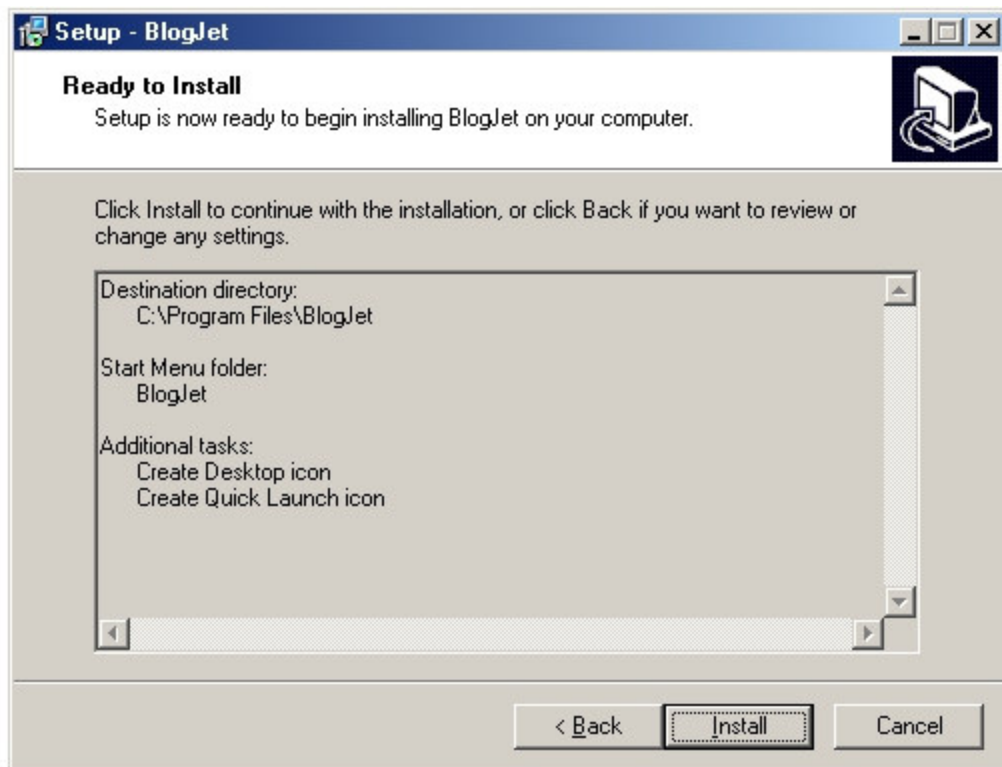 Setup - BlogJet
Ready to Install
Setup is now ready to begin installing BlogJet on your computer.
Click Install to continue with the installation, or click Back if you want to review or
change any settings.
Destination directory:
C:\Program Files\BlogJet
Start Menu folder:
BlogJet
Additional tasks:
Create Desktop icon
Create Quick Launch icon
< Back
Install
Cancel